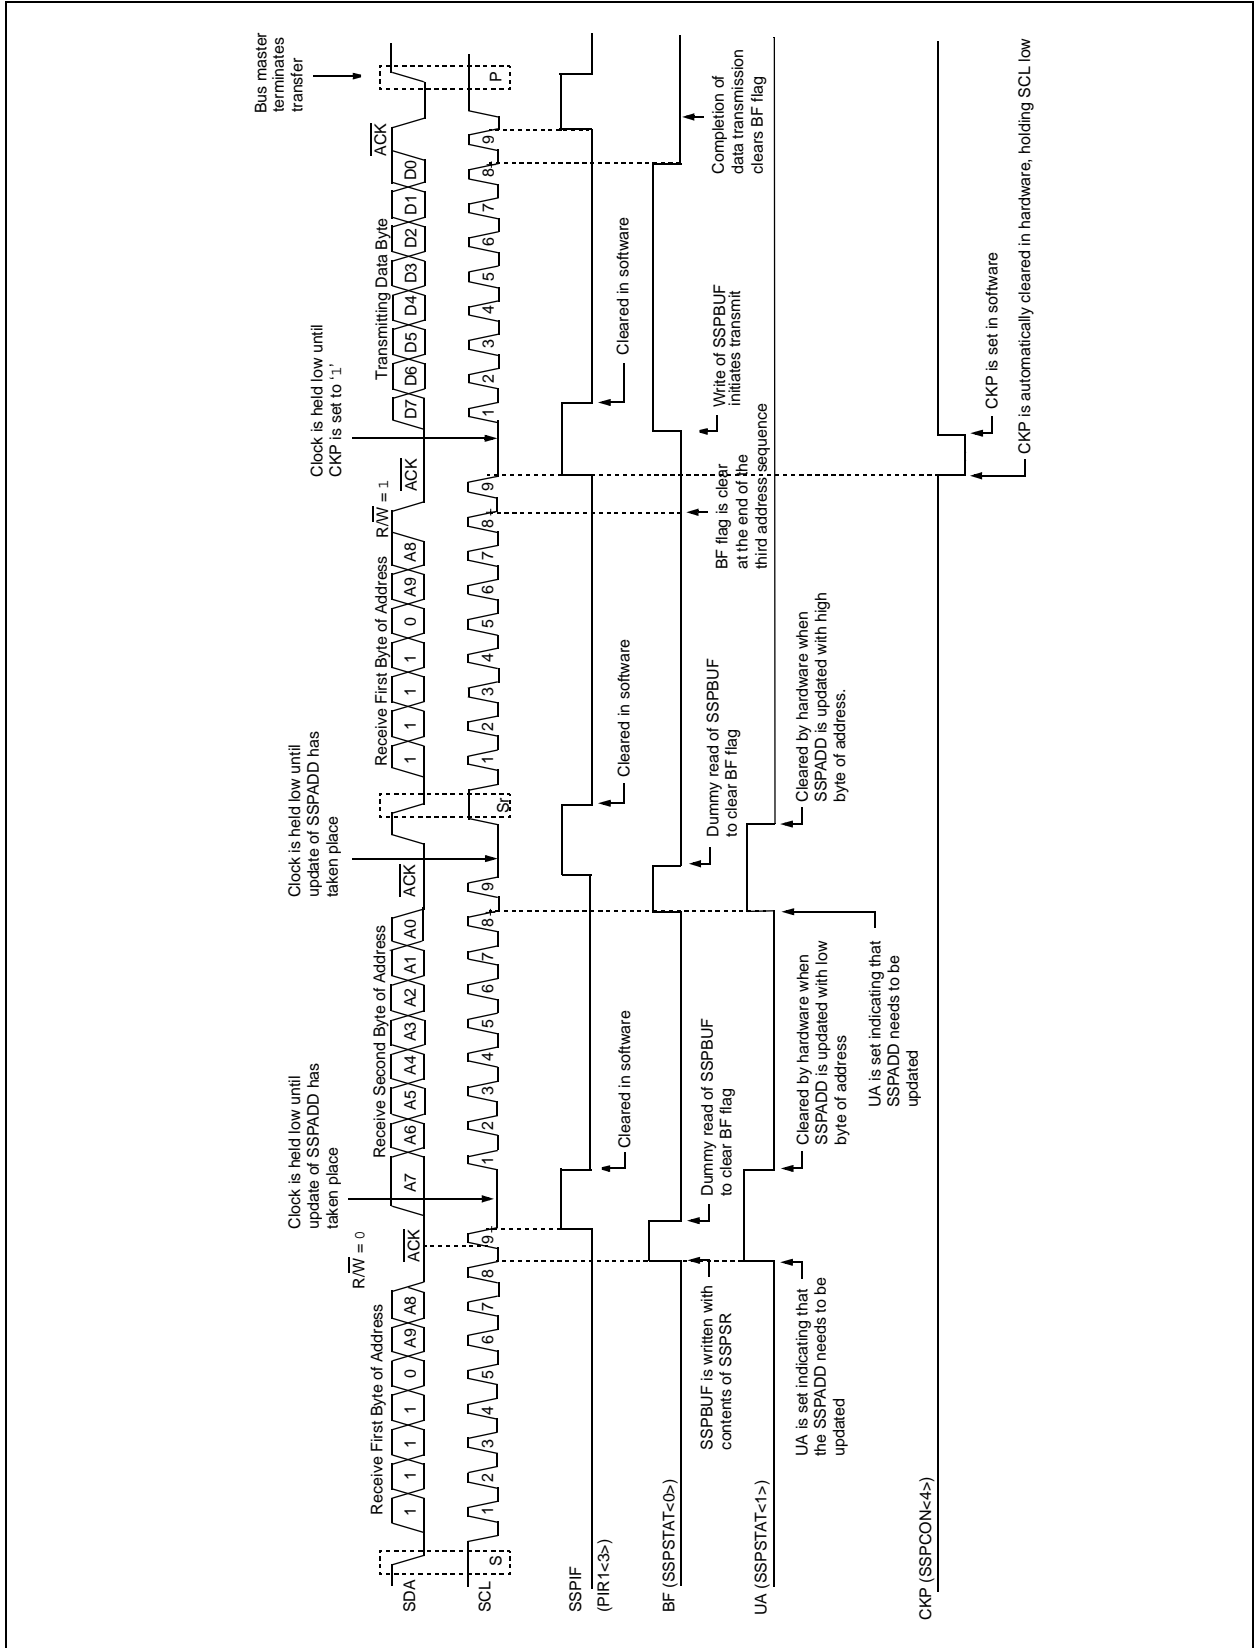 Bus master
terminates
transfer
Clock is held low until
update of SSPADD has
taken place
Clock is held low until
update of SSPADD has
taken place
Clock is held low until
CKP is set to ‘1’
R/W̅ = 0
R/W̅ = 1
Receive First Byte of Address
Receive Second Byte of Address
Receive First Byte of Address
Transmitting Data Byte
A̅C̅K̅
A̅C̅K̅
A̅C̅K̅
A̅C̅K̅
SDA 1 1 1 1 0 A9 A8 A7 A6 A5 A4 A3 A2 A1 A0 1 1 1 1 0 A9 A8 D7 D6 D5 D4 D3 D2 D1 D0
SCL S 1 2 3 4 5 6 7 8 9 1 2 3 4 5 6 7 8 9 Sr 1 2 3 4 5 6 7 8 9 1 2 3 4 5 6 7 8 9 P
SSPIF
(PIR1<3>)
Cleared in software
Cleared in software
Cleared in software
BF (SSPSTAT<0>)
SSPBUF is written with
contents of SSPSR
Dummy read of SSPBUF
to clear BF flag
Dummy read of SSPBUF
to clear BF flag
BF flag is clear
at the end of the
third address sequence
Write of SSPBUF
initiates transmit
Completion of
data transmission
clears BF flag
UA (SSPSTAT<1>)
UA is set indicating that
the SSPADD needs to be
updated
Cleared by hardware when
SSPADD is updated with low
byte of address
UA is set indicating that
SSPADD needs to be
updated
Cleared by hardware when
SSPADD is updated with high
byte of address.
CKP (SSPCON<4>)
CKP is set in software
CKP is automatically cleared in hardware, holding SCL low